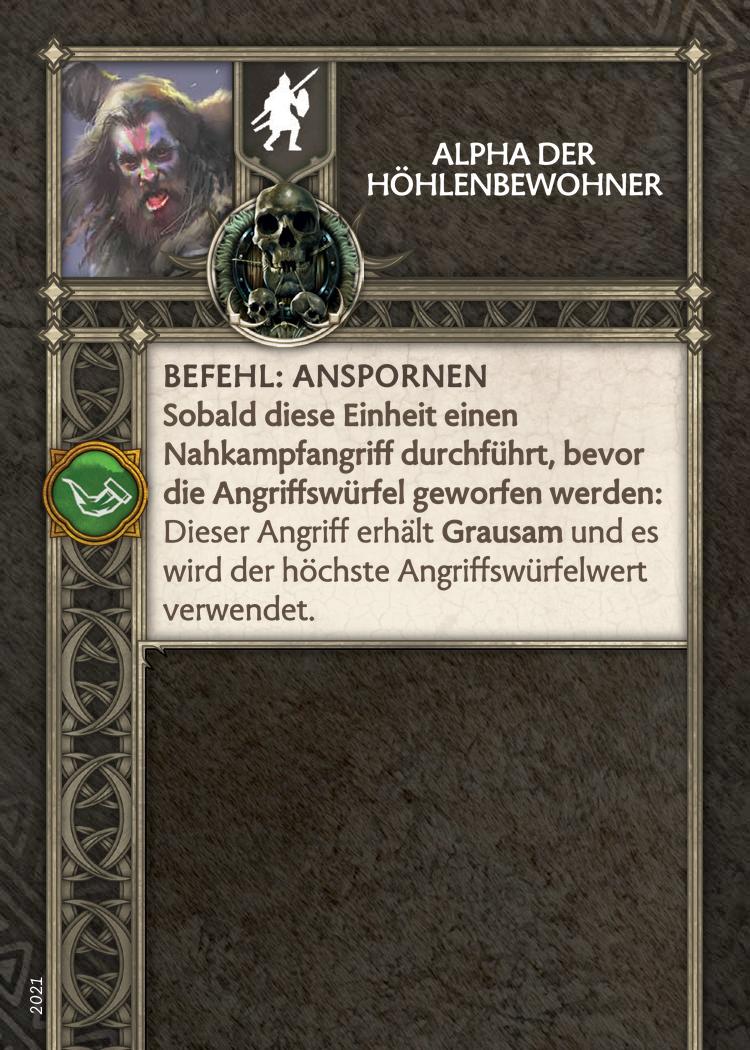 ALPHA DER
HÖHLENBEWOHNER
BEFEHL: ANSPORNEN
Sobald diese Einheit einen
Nahkampfangriff durchführt, bevor
die Angriffswürfel geworfen werden:
Dieser Angriff erhält Grausam und es
wird der höchste Angriffswürfelwert
verwendet.
2021